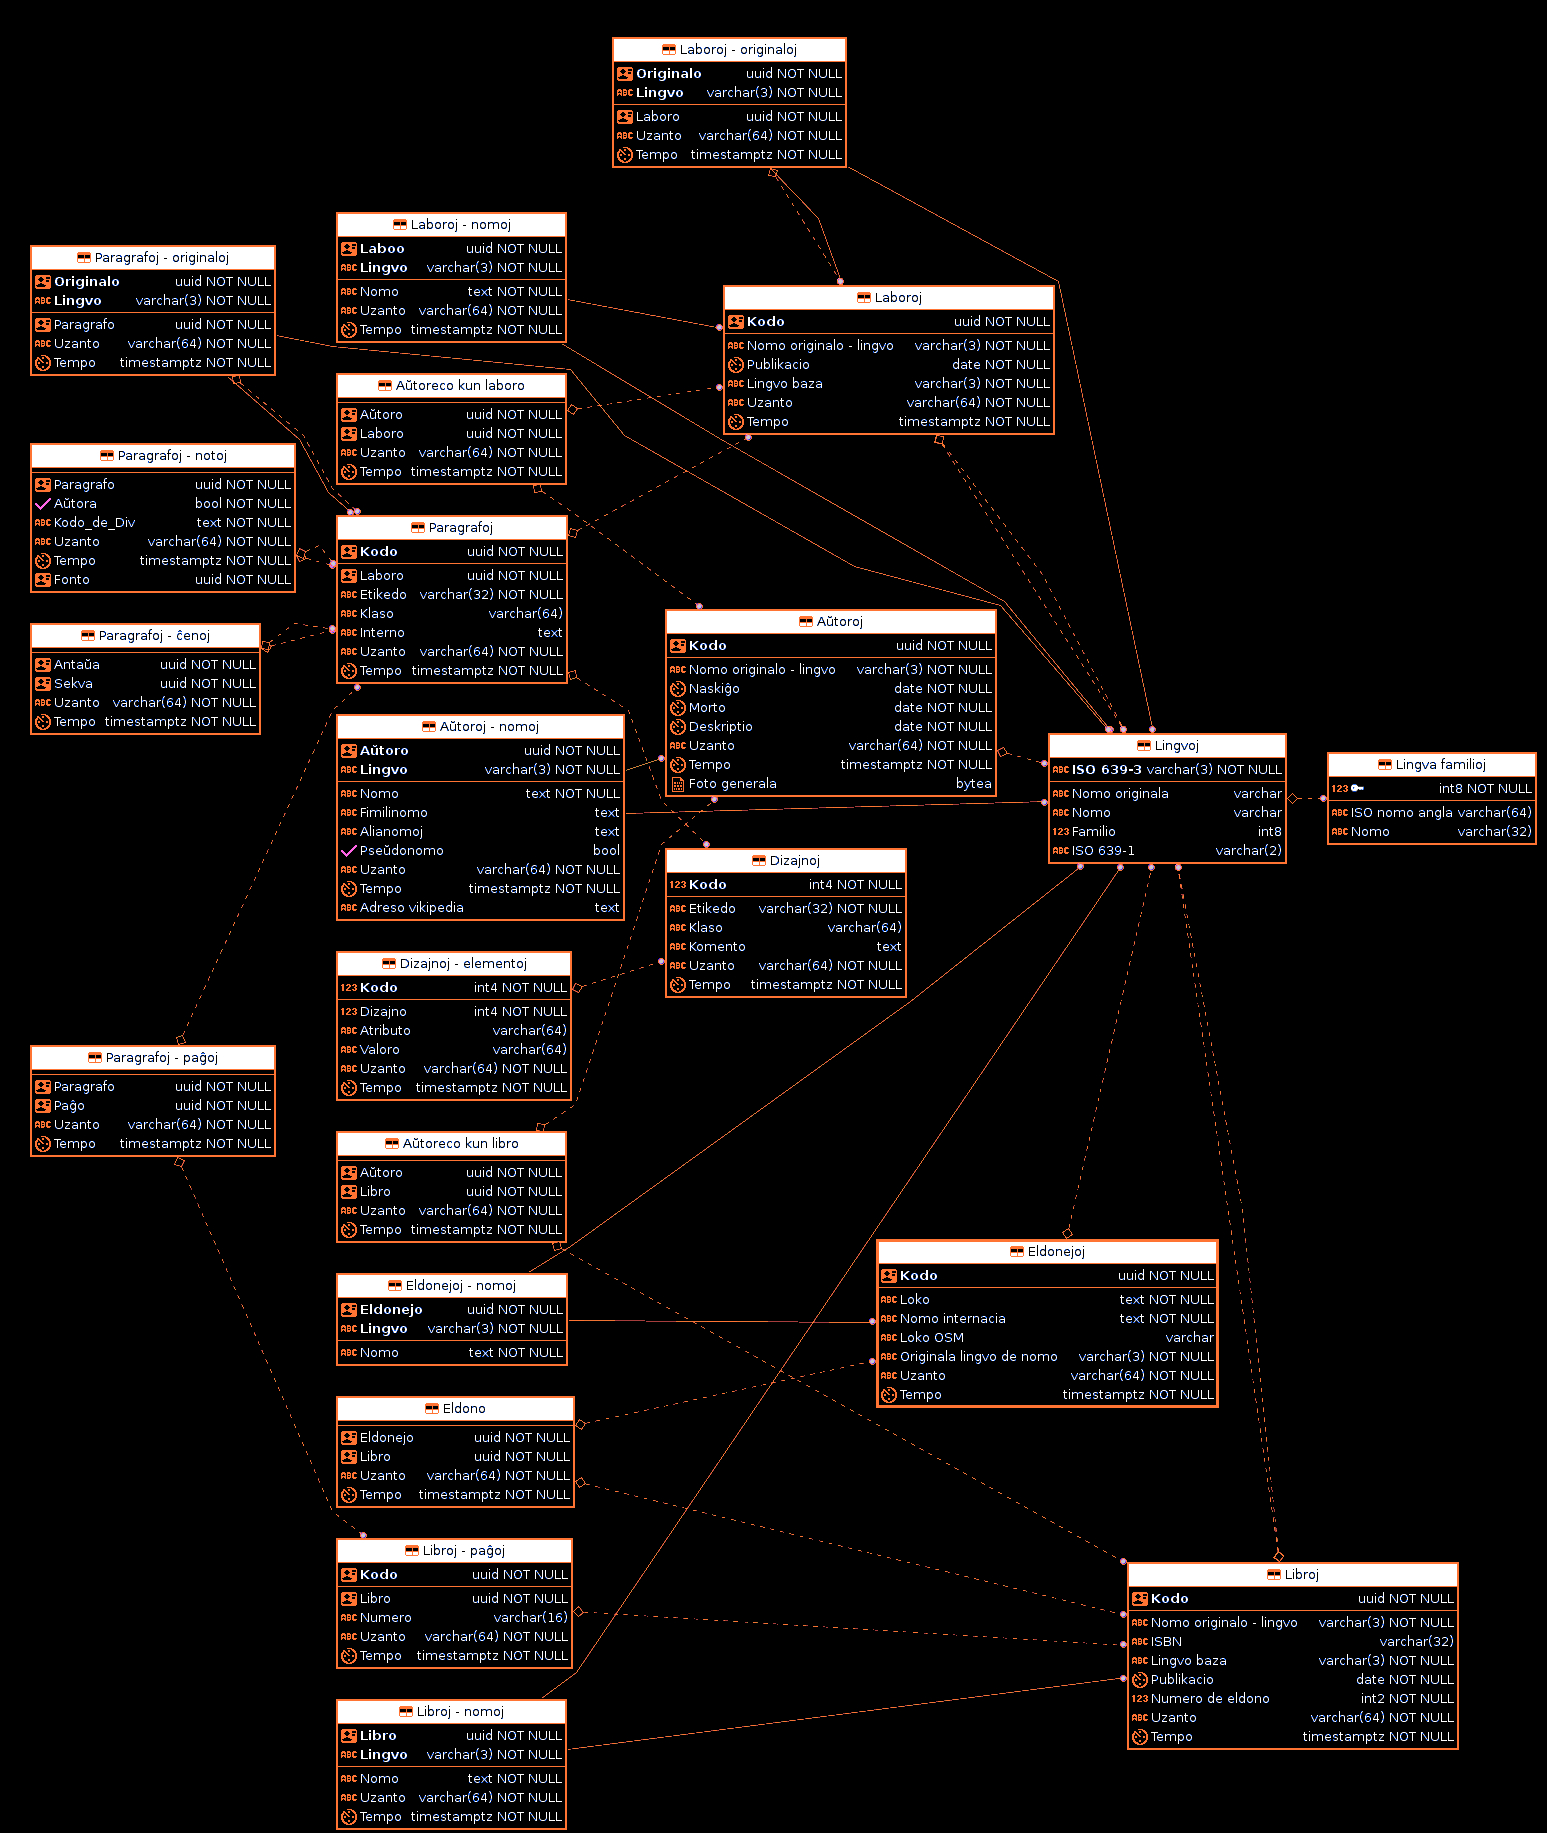 Laboroj - originaloj
Originalo uuid NOT NULL
Lingvo varchar(3) NOT NULL
Laboro uuid NOT NULL
Uzanto varchar(64) NOT NULL
Tempo timestamptz NOT NULL
Laboroj - nomoj
Laboo uuid NOT NULL
Lingvo varchar(3) NOT NULL
Nomo text NOT NULL
Uzanto varchar(64) NOT NULL
Tempo timestamptz NOT NULL
Paragrafoj - originaloj
Originalo uuid NOT NULL
Lingvo varchar(3) NOT NULL
Paragrafo uuid NOT NULL
Uzanto varchar(64) NOT NULL
Tempo timestamptz NOT NULL
Laboroj
Kodo uuid NOT NULL
Nomo originalo - lingvo varchar(3) NOT NULL
Publikacio date NOT NULL
Lingvo baza varchar(3) NOT NULL
Uzanto varchar(64) NOT NULL
Tempo timestamptz NOT NULL
Aŭtoreco kun laboro
Aŭtoro uuid NOT NULL
Laboro uuid NOT NULL
Uzanto varchar(64) NOT NULL
Tempo timestamptz NOT NULL
Paragrafoj - notoj
Paragrafo uuid NOT NULL
Aŭtora bool NOT NULL
Kodo_de_Div text NOT NULL
Uzanto varchar(64) NOT NULL
Tempo timestamptz NOT NULL
Fonto uuid NOT NULL
Paragrafoj
Kodo uuid NOT NULL
Laboro uuid NOT NULL
Etikedo varchar(32) NOT NULL
Klaso varchar(64)
Interno text
Uzanto varchar(64) NOT NULL
Tempo timestamptz NOT NULL
Paragrafoj - ĉenoj
Antaŭa uuid NOT NULL
Sekva uuid NOT NULL
Uzanto varchar(64) NOT NULL
Tempo timestamptz NOT NULL
Aŭtoroj
Kodo uuid NOT NULL
Nomo originalo - lingvo varchar(3) NOT NULL
Naskiĝo date NOT NULL
Morto date NOT NULL
Deskriptio date NOT NULL
Uzanto varchar(64) NOT NULL
Tempo timestamptz NOT NULL
Foto generala bytea
Aŭtoroj - nomoj
Aŭtoro uuid NOT NULL
Lingvo varchar(3) NOT NULL
Nomo text NOT NULL
Fimilinomo text
Alianomoj text
Pseŭdonomo bool
Uzanto varchar(64) NOT NULL
Tempo timestamptz NOT NULL
Adreso vikipedia text
Lingvoj
ISO 639-3 varchar(3) NOT NULL
Nomo originala varchar
Nomo varchar
Familio int8
ISO 639-1 varchar(2)
Lingva familioj
int8 NOT NULL
ISO nomo angla varchar(64)
Nomo varchar(32)
Dizajnoj
Kodo int4 NOT NULL
Etikedo varchar(32) NOT NULL
Klaso varchar(64)
Komento text
Uzanto varchar(64) NOT NULL
Tempo timestamptz NOT NULL
Dizajnoj - elementoj
Kodo int4 NOT NULL
Dizajno int4 NOT NULL
Atributo varchar(64)
Valoro varchar(64)
Uzanto varchar(64) NOT NULL
Tempo timestamptz NOT NULL
Paragrafoj - paĝoj
Paragrafo uuid NOT NULL
Paĝo uuid NOT NULL
Uzanto varchar(64) NOT NULL
Tempo timestamptz NOT NULL
Aŭtoreco kun libro
Aŭtoro uuid NOT NULL
Libro uuid NOT NULL
Uzanto varchar(64) NOT NULL
Tempo timestamptz NOT NULL
Eldonejoj
Kodo uuid NOT NULL
Loko text NOT NULL
Nomo internacia text NOT NULL
Loko OSM varchar
Originala lingvo de nomo varchar(3) NOT NULL
Uzanto varchar(64) NOT NULL
Tempo timestamptz NOT NULL
Eldonejoj - nomoj
Eldonejo uuid NOT NULL
Lingvo varchar(3) NOT NULL
Nomo text NOT NULL
Eldono
Eldonejo uuid NOT NULL
Libro uuid NOT NULL
Uzanto varchar(64) NOT NULL
Tempo timestamptz NOT NULL
Libroj - paĝoj
Kodo uuid NOT NULL
Libro uuid NOT NULL
Numero varchar(16)
Uzanto varchar(64) NOT NULL
Tempo timestamptz NOT NULL
Libroj
Kodo uuid NOT NULL
Nomo originalo - lingvo varchar(3) NOT NULL
ISBN varchar(32)
Lingvo baza varchar(3) NOT NULL
Publikacio date NOT NULL
Numero de eldono int2 NOT NULL
Uzanto varchar(64) NOT NULL
Tempo timestamptz NOT NULL
Libroj - nomoj
Libro uuid NOT NULL
Lingvo varchar(3) NOT NULL
Nomo text NOT NULL
Uzanto varchar(64) NOT NULL
Tempo timestamptz NOT NULL